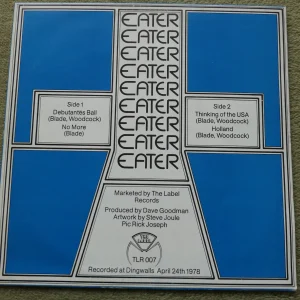 EATER
EATER
EATER
EATER
EATER
EATER
EATER
EATER
EATER
Side 1
Debutantes Ball
(Blade, Woodcock)
No More
(Blade)
Side 2
Thinking of the USA
(Blade, Woodcock)
Holland
(Blade, Woodcock)
Marketed by The Label
Records
Produced by Dave Goodman
Artwork by Steve Joule
Pic Rick Joseph
THE LABEL
TLR 007
Recorded at Dingwalls April 24th 1978